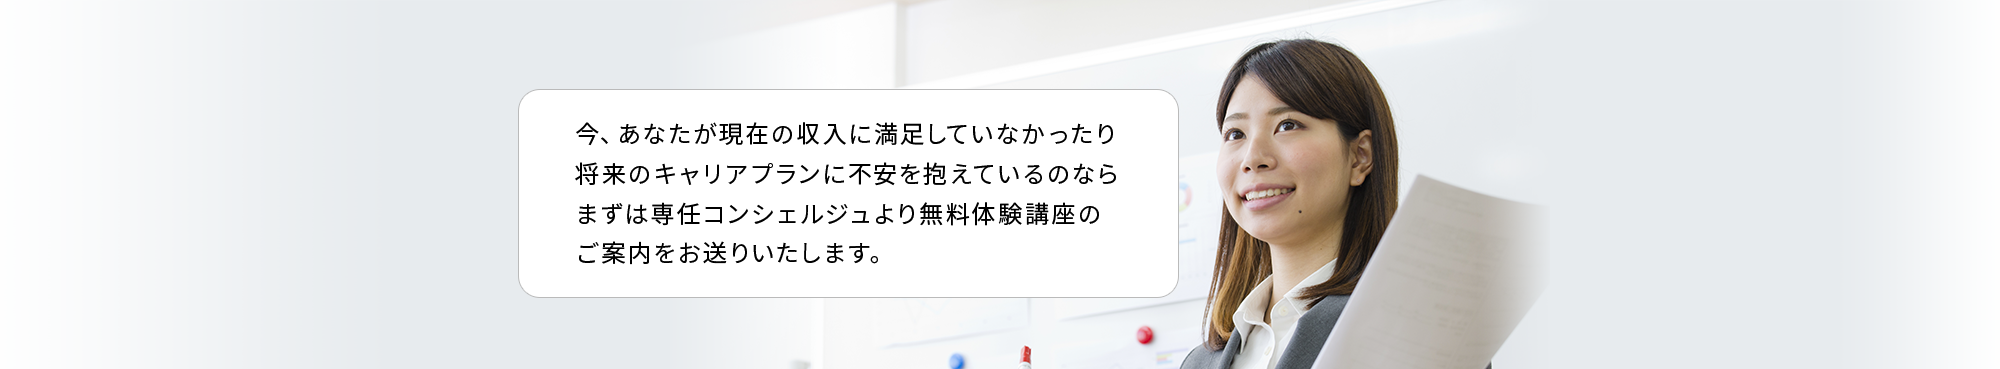 今、あなたが現在の収入に満足していなかったり
将来のキャリアプランに不安を抱えているのなら
まずは専任コンシェルジュより無料体験講座の
ご案内をお送りいたします。